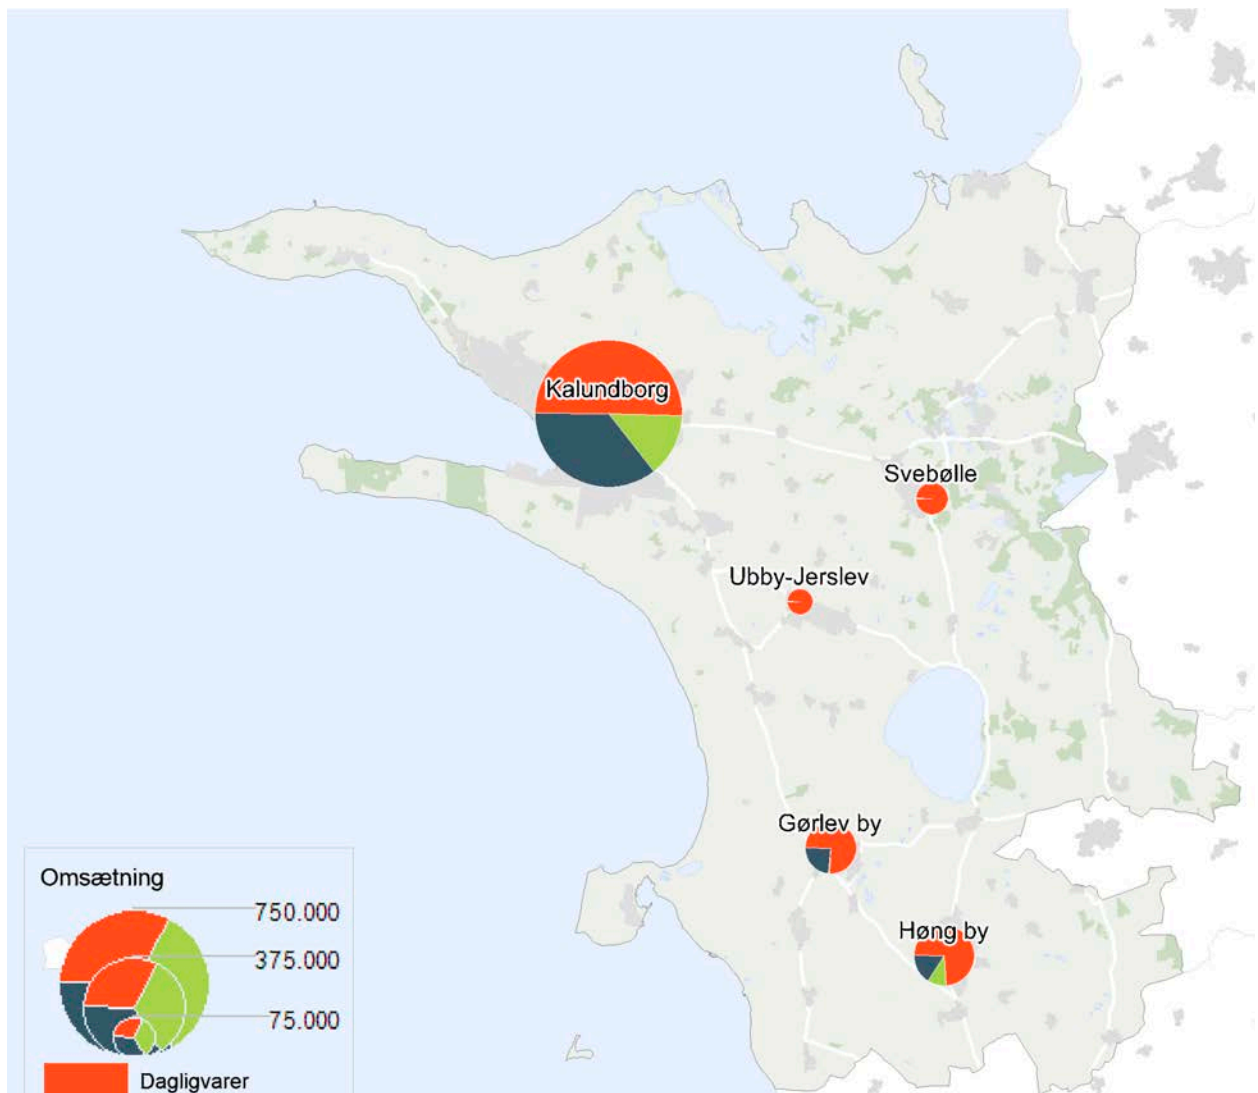 Kalundborg
Svebølle
Ubby-Jerslev
Gørlev by
Høng by
Omsætning
750.000
375.000
75.000
Dagligvarer